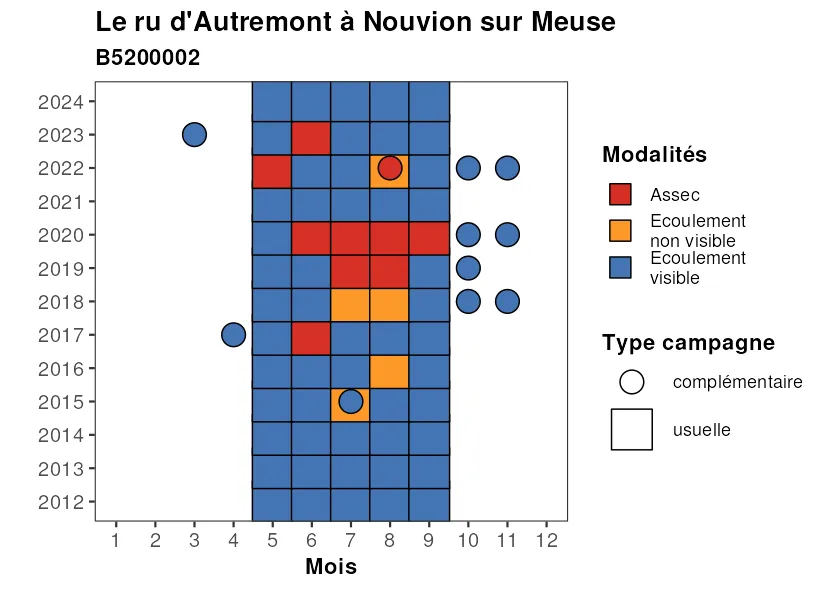 Le ru d'Autremont à Nouvion sur Meuse
B5200002
2024
2023
2022
2021
2020
2019
2018
2017
2016
2015
2014
2013
2012
1 2 3 4 5 6 7 8 9 10 11 12
Mois
Modalités
Assec
Ecoulement
non visible
Ecoulement
visible
Type campagne
complémentaire
usuelle